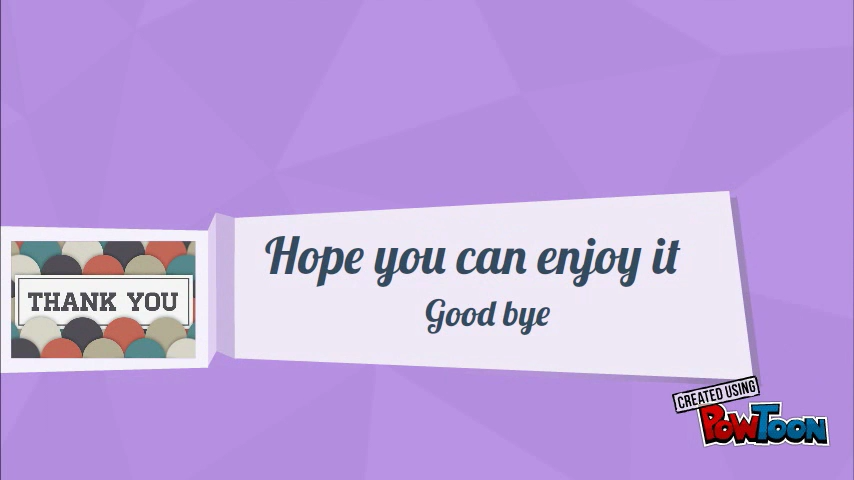 THANK YOU
Hope you can enjoy it
Good bye
CREATED USING
POWTOON